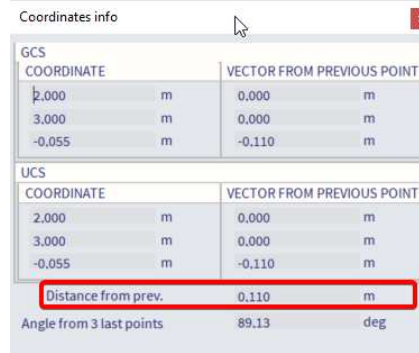 Coordinates info
GCS
COORDINATE VECTOR FROM PREVIOUS POINT
2,000 m 0,000 m
3,000 m 0,000 m
-0,055 m -0,110 m
UCS
COORDINATE VECTOR FROM PREVIOUS POINT
2,000 m 0,000 m
3,000 m 0,000 m
-0,055 m -0,110 m
Distance from prev. 0,110 m
Angle from 3 last points 89,13 deg